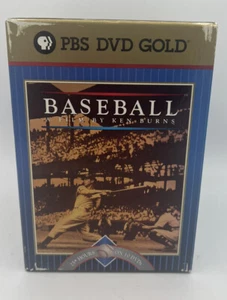 PBS DVD GOLD
BASEBALL
A FILM BY KEN BURNS